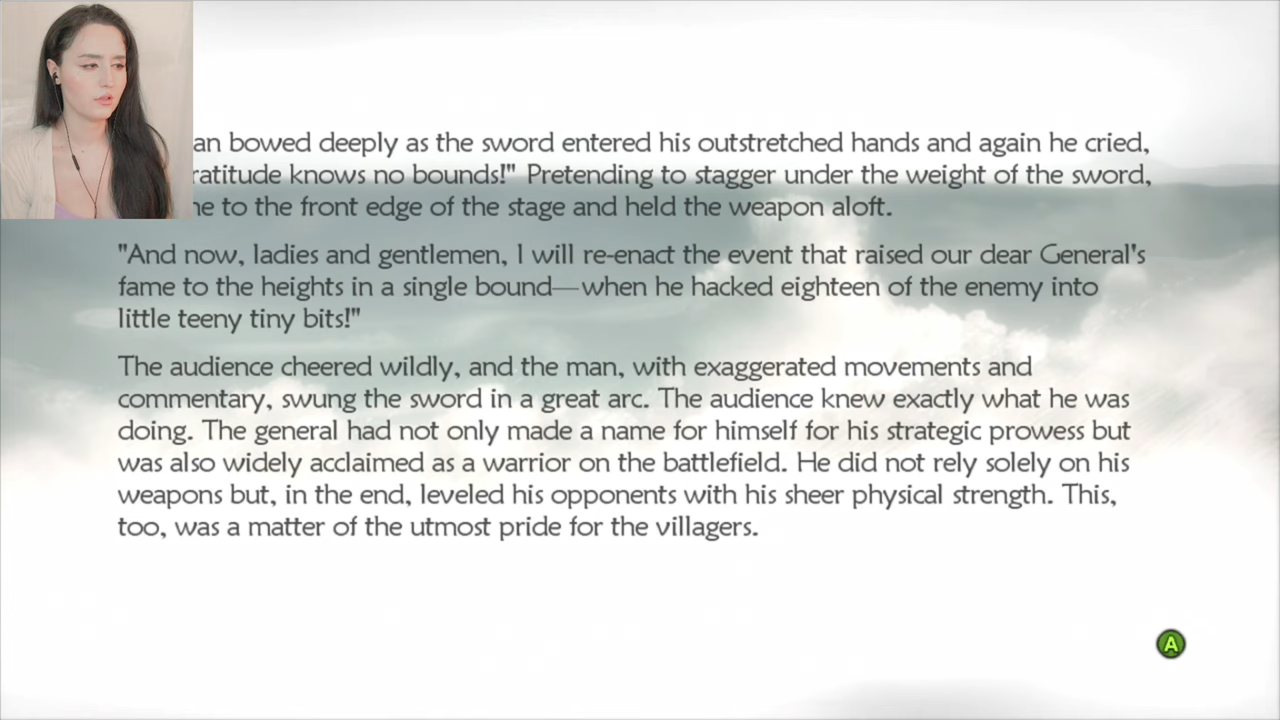 an bowed deeply as the sword entered his outstretched hands and again he cried,
ratitude knows no bounds!" Pretending to stagger under the weight of the sword,
to the front edge of the stage and held the weapon aloft.
"And now, ladies and gentlemen, I will re-enact the event that raised our dear General's
fame to the heights in a single bound—when he hacked eighteen of the enemy into
little teeny tiny bits!"
The audience cheered wildly, and the man, with exaggerated movements and
commentary, swung the sword in a great arc. The audience knew exactly what he was
doing. The general had not only made a name for himself for his strategic prowess but
was also widely acclaimed as a warrior on the battlefield. He did not rely solely on his
weapons but, in the end, leveled his opponents with his sheer physical strength. This,
too, was a matter of the utmost pride for the villagers.
A